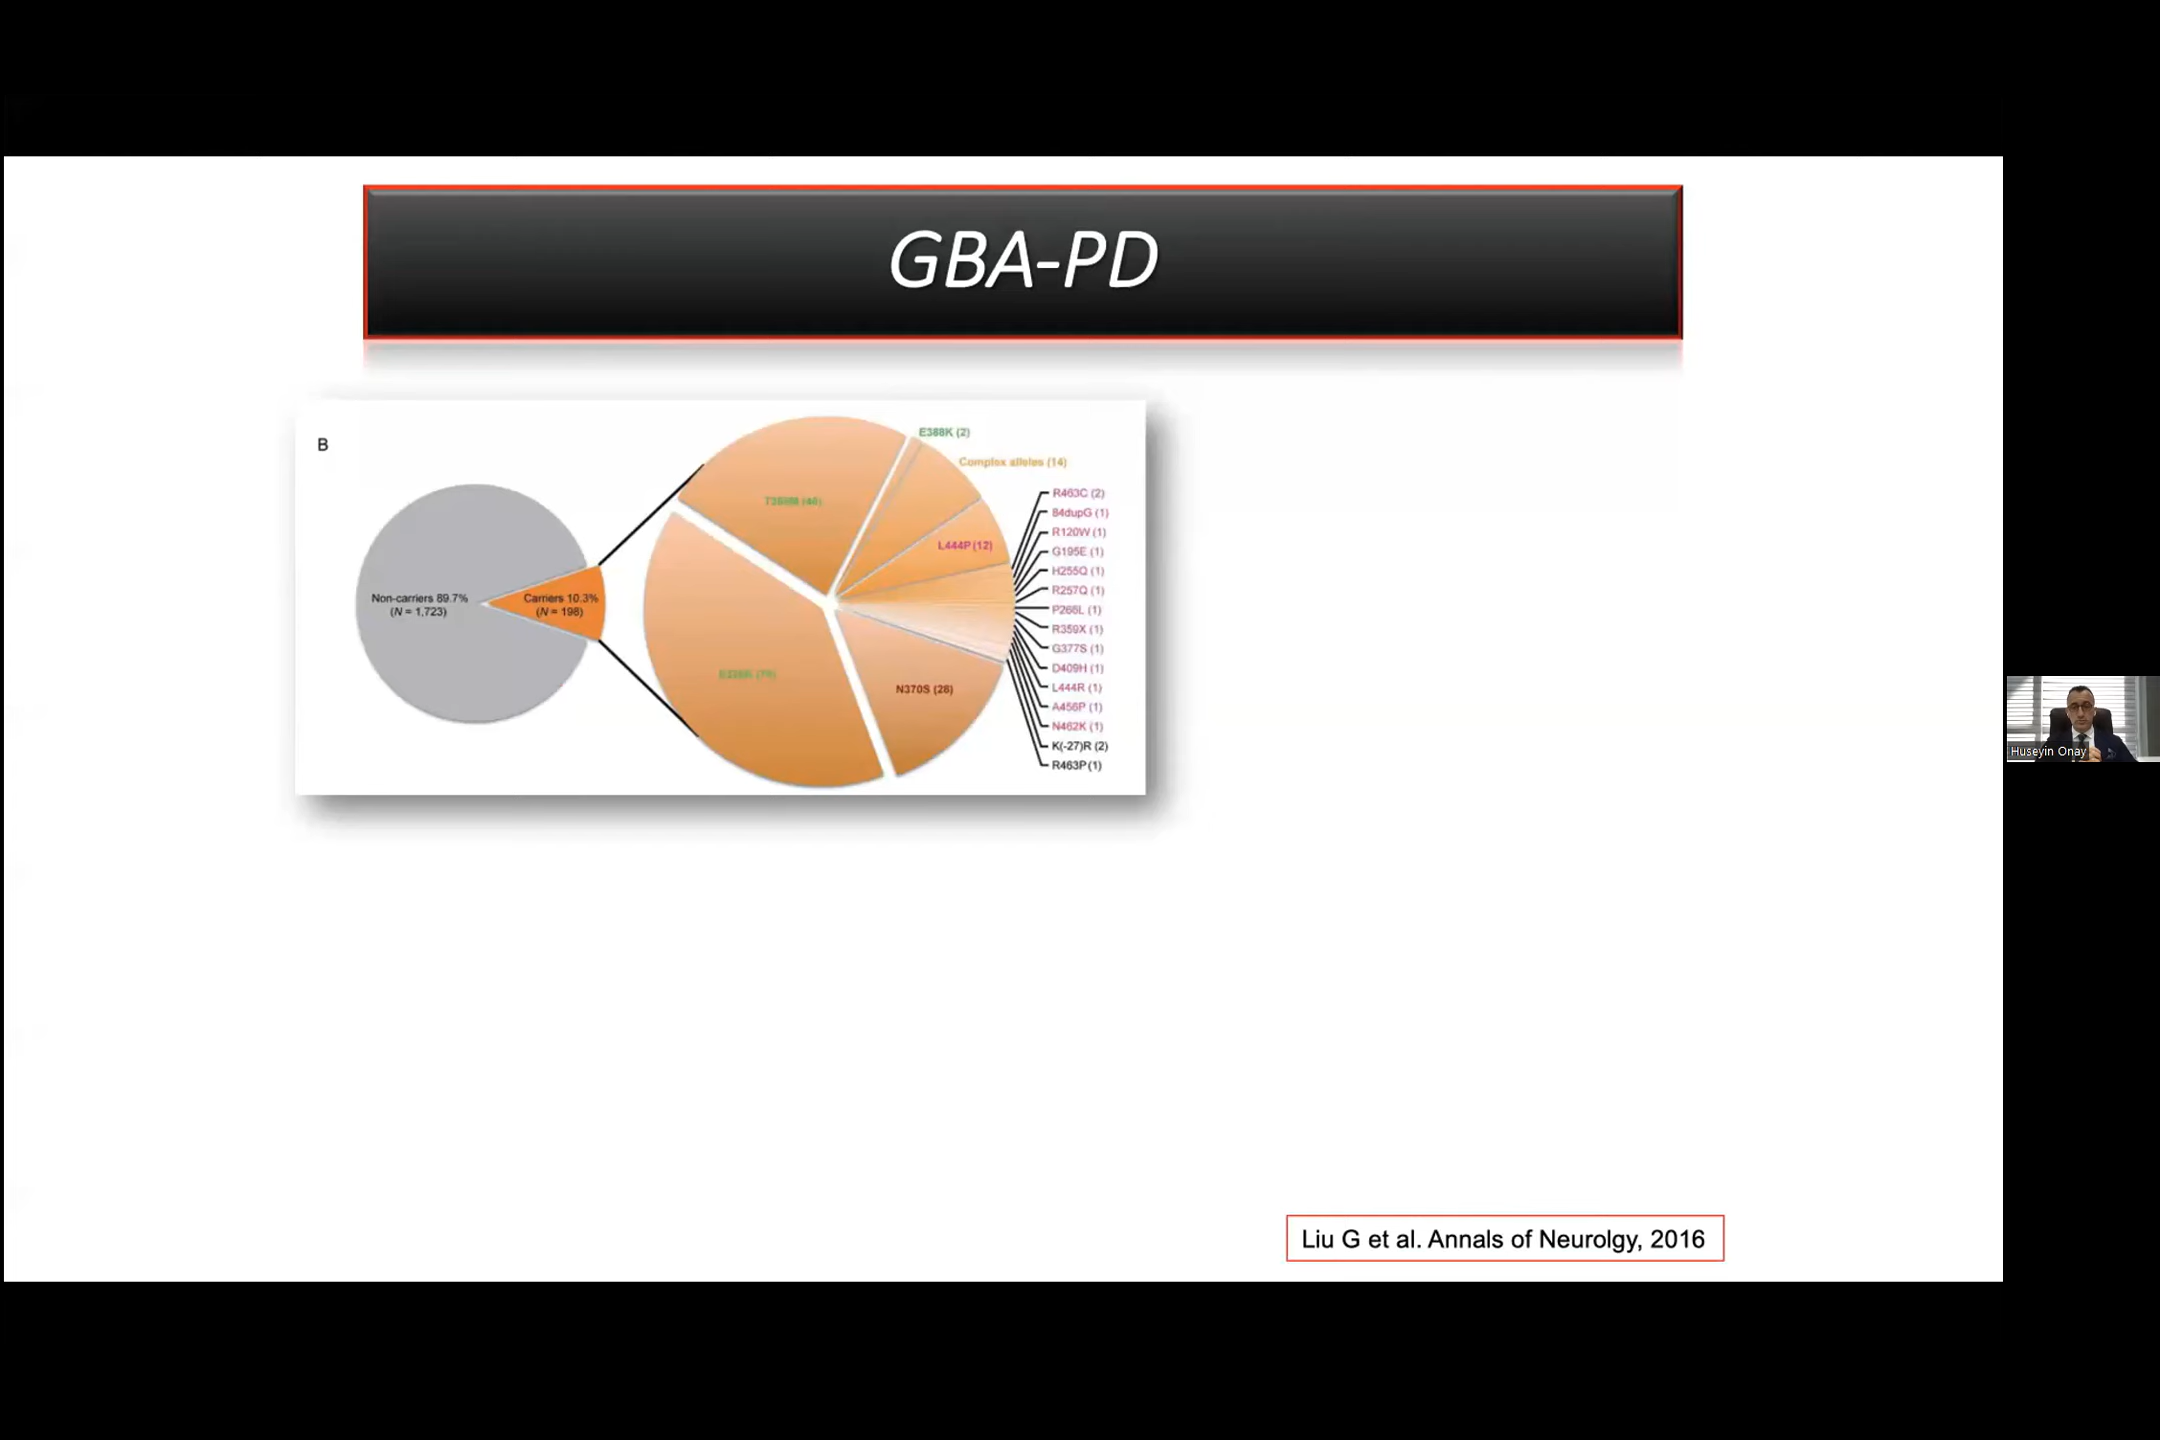 GBA-PD
B
E388K (2)
Complex alleles (14)
R463C (2)
84dupG (1)
R120W (1)
L444P (12)
G195E (1)
H255Q (1)
R257Q (1)
Non-carriers 89.7%
(N = 1,723)
Carriers 10.3%
(N = 198)
P266L (1)
R359X (1)
G377S (1)
D409H (1)
N370S (28)
L444R (1)
A456P (1)
N462K (1)
K(-27)R (2)
R463P (1)
Huseyin Onay
Liu G et al. Annals of Neurolgy, 2016